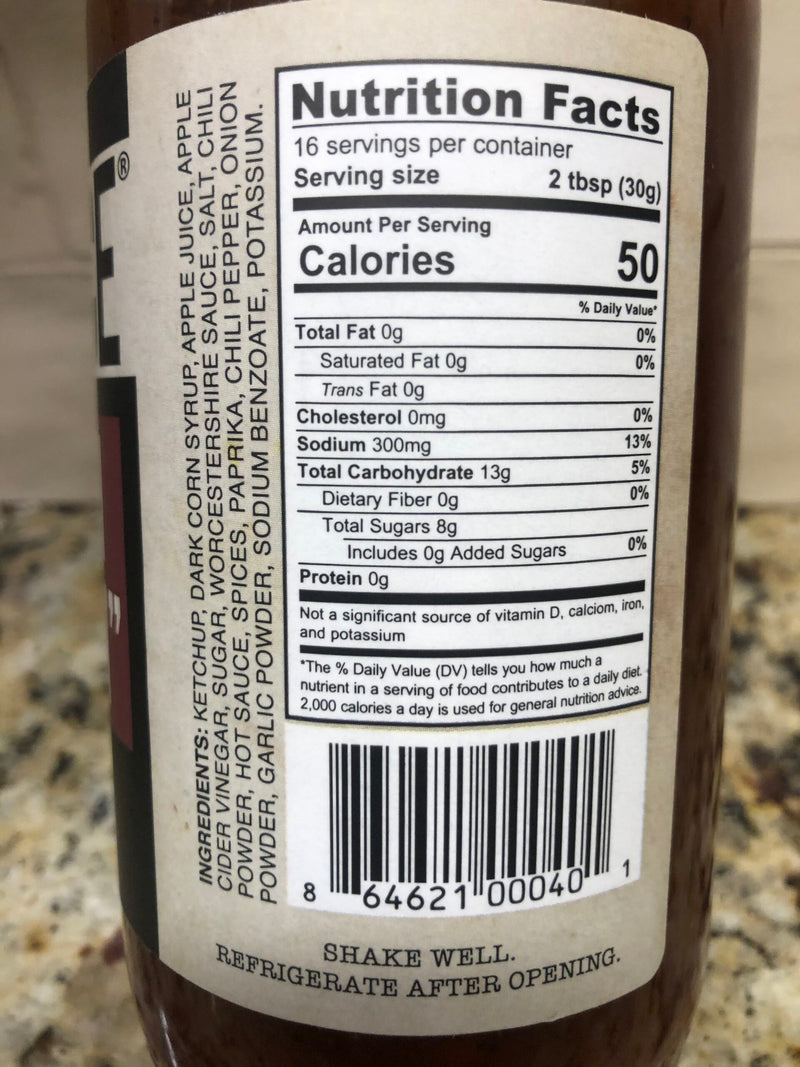 E®
”
INGREDIENTS: KETCHUP, DARK CORN SYRUP, APPLE JUICE, APPLE
CIDER VINEGAR, SUGAR, WORCESTERSHIRE SAUCE, SALT, CHILI
POWDER, HOT SAUCE, SPICES, PAPRIKA, CHILI PEPPER, ONION
POWDER, GARLIC POWDER, SODIUM BENZOATE, POTASSIUM.
Nutrition Facts
16 servings per container
Serving size 2 tbsp (30g)
Amount Per Serving
Calories 50
% Daily Value*
Total Fat 0g 0%
Saturated Fat 0g 0%
Trans Fat 0g
Cholesterol 0mg 0%
Sodium 300mg 13%
Total Carbohydrate 13g 5%
Dietary Fiber 0g 0%
Total Sugars 8g
Includes 0g Added Sugars 0%
Protein 0g
Not a significant source of vitamin D, calciom, iron,
and potassium
*The % Daily Value (DV) tells you how much a
nutrient in a serving of food contributes to a daily diet.
2,000 calories a day is used for general nutrition advice.
8 64621 00040 1
SHAKE WELL.
REFRIGERATE AFTER OPENING.